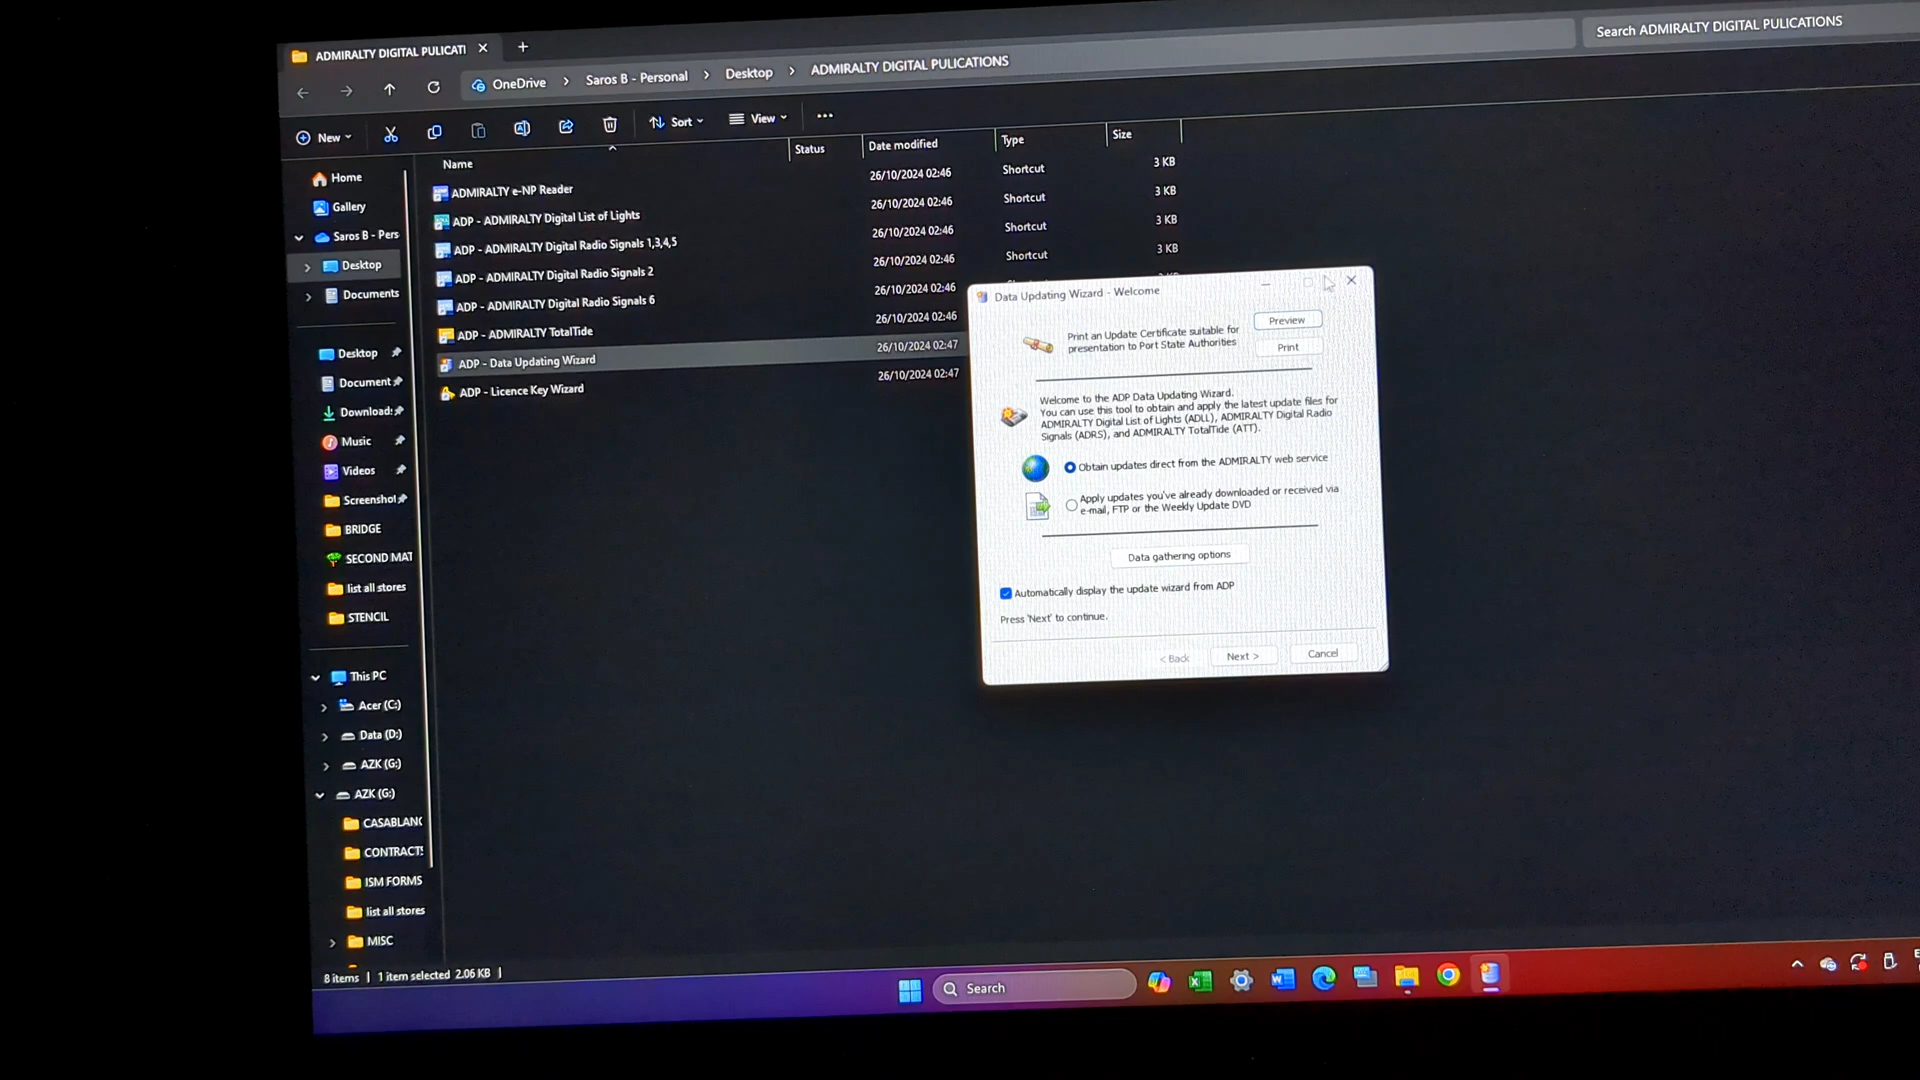 ADMIRALTY DIGITAL PULICATI
OneDrive > Saros B - Personal > Desktop > ADMIRALTY DIGITAL PULICATIONS
Search ADMIRALTY DIGITAL PULICATIONS
New
Sort
View
Name
Status
Date modified
Type
Size
ADMIRALTY e-NP Reader 26/10/2024 02:46 Shortcut 3 KB
ADP - ADMIRALTY Digital List of Lights 26/10/2024 02:46 Shortcut 3 KB
ADP - ADMIRALTY Digital Radio Signals 1,3,4,5 26/10/2024 02:46 Shortcut 3 KB
ADP - ADMIRALTY Digital Radio Signals 2 26/10/2024 02:46 Shortcut 3 KB
ADP - ADMIRALTY Digital Radio Signals 6 26/10/2024 02:46
ADP - ADMIRALTY TotalTide 26/10/2024 02:46
ADP - Data Updating Wizard 26/10/2024 02:47
ADP - Licence Key Wizard 26/10/2024 02:47
Home
Gallery
Saros B - Pers
Desktop
Documents
Desktop
Document
Download:
Music
Videos
Screenshot
BRIDGE
SECOND MAT
list all stores
STENCIL
This PC
Acer (C:)
Data (D:)
AZK (G:)
AZK (G:)
CASABLANC
CONTRACTS
ISM FORMS
list all stores
MISC
8 items | 1 item selected 2.06 KB |
Data Updating Wizard - Welcome
Print an Update Certificate suitable for
presentation to Port State Authorities
Preview
Print
Welcome to the ADP Data Updating Wizard.
You can use this tool to obtain and apply the latest update files for
ADMIRALTY Digital List of Lights (ADLL), ADMIRALTY Digital Radio
Signals (ADRS), and ADMIRALTY TotalTide (ATT).
Obtain updates direct from the ADMIRALTY web service
Apply updates you've already downloaded or received via
e-mail, FTP or the Weekly Update DVD
Data gathering options
Automatically display the update wizard from ADP
Press 'Next' to continue.
< Back
Next >
Cancel
Search